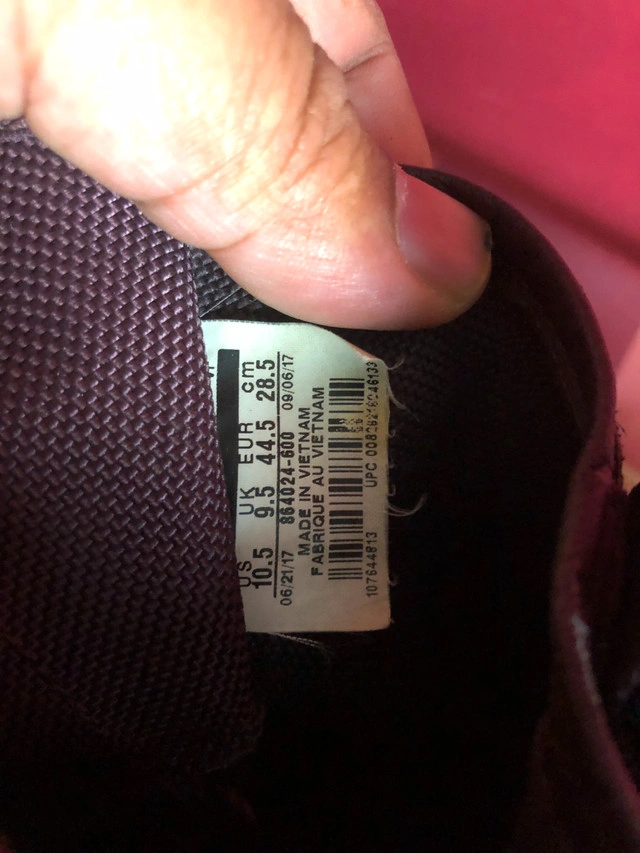 US UK EUR cm
10.5 9.5 44.5 28.5
06/21/17 864024-600 09/06/17
MADE IN VIETNAM
FABRIQUE AU VIETNAM
107644813 UPC